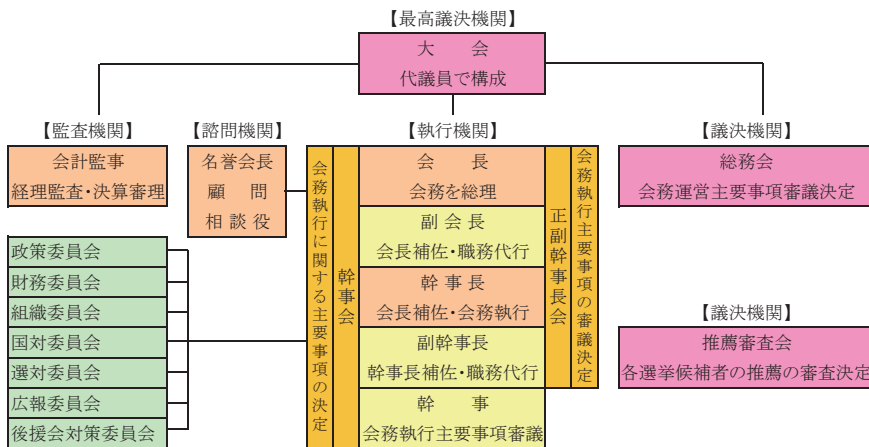 【最高議決機関】
大　会
代議員で構成
【監査機関】
会計監事
経理監査・決算審理
【諮問機関】
名誉会長
顧　問
相談役
【執行機関】
会務執行に関する主要事項の決定
幹事会
会　長
会務を総理
副会長
会長補佐・職務代行
幹事長
会長補佐・会務執行
副幹事長
幹事長補佐・職務代行
幹　事
会務執行主要事項審議
正副幹事長会
会務執行主要事項の審議決定
【議決機関】
総務会
会務運営主要事項審議決定
【議決機関】
推薦審査会
各選挙候補者の推薦の審査決定
政策委員会
財務委員会
組織委員会
国対委員会
選対委員会
広報委員会
後援会対策委員会